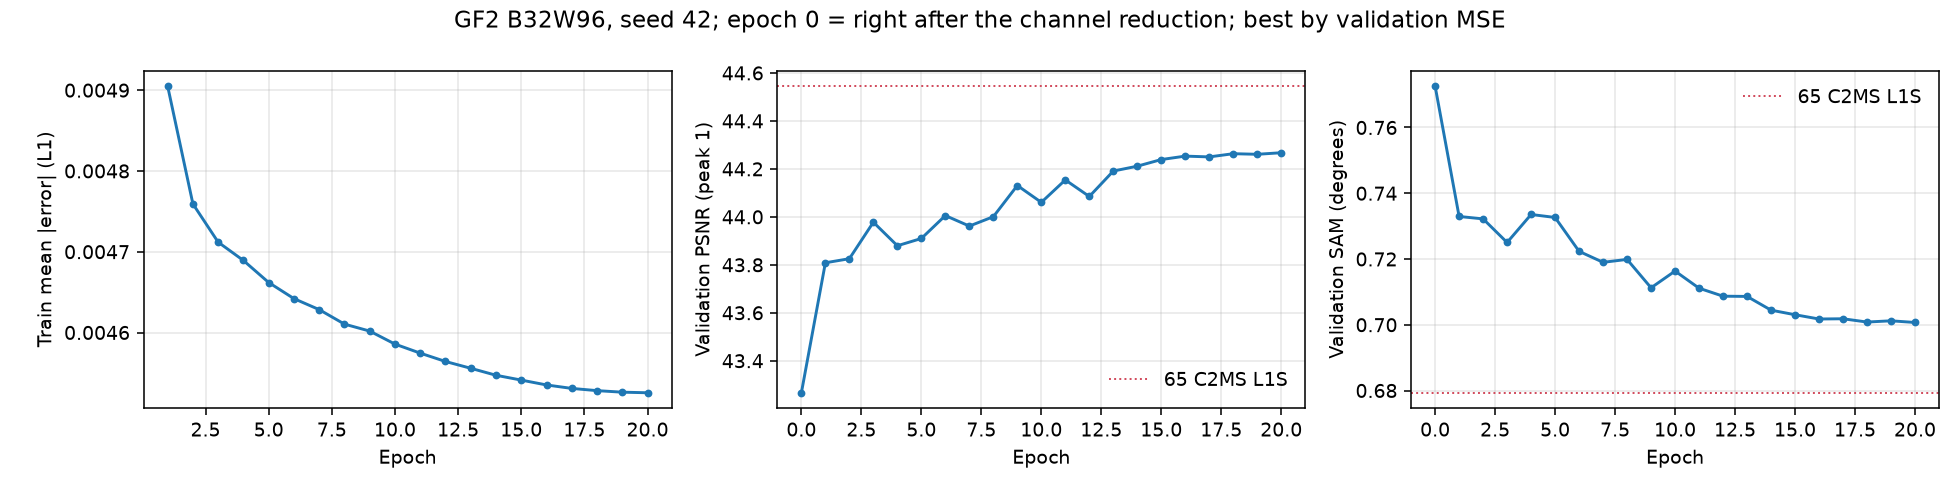 GF2 B32W96, seed 42; epoch 0 = right after the channel reduction; best by validation MSE
Train mean |error| (L1)
0.0049
0.0048
0.0047
0.0046
2.5 5.0 7.5 10.0 12.5 15.0 17.5 20.0
Epoch
Validation PSNR (peak 1)
44.6
44.4
44.2
44.0
43.8
43.6
43.4
65 C2MS L1S
0.0 2.5 5.0 7.5 10.0 12.5 15.0 17.5 20.0
Epoch
Validation SAM (degrees)
65 C2MS L1S
0.76
0.74
0.72
0.70
0.68
0.0 2.5 5.0 7.5 10.0 12.5 15.0 17.5 20.0
Epoch